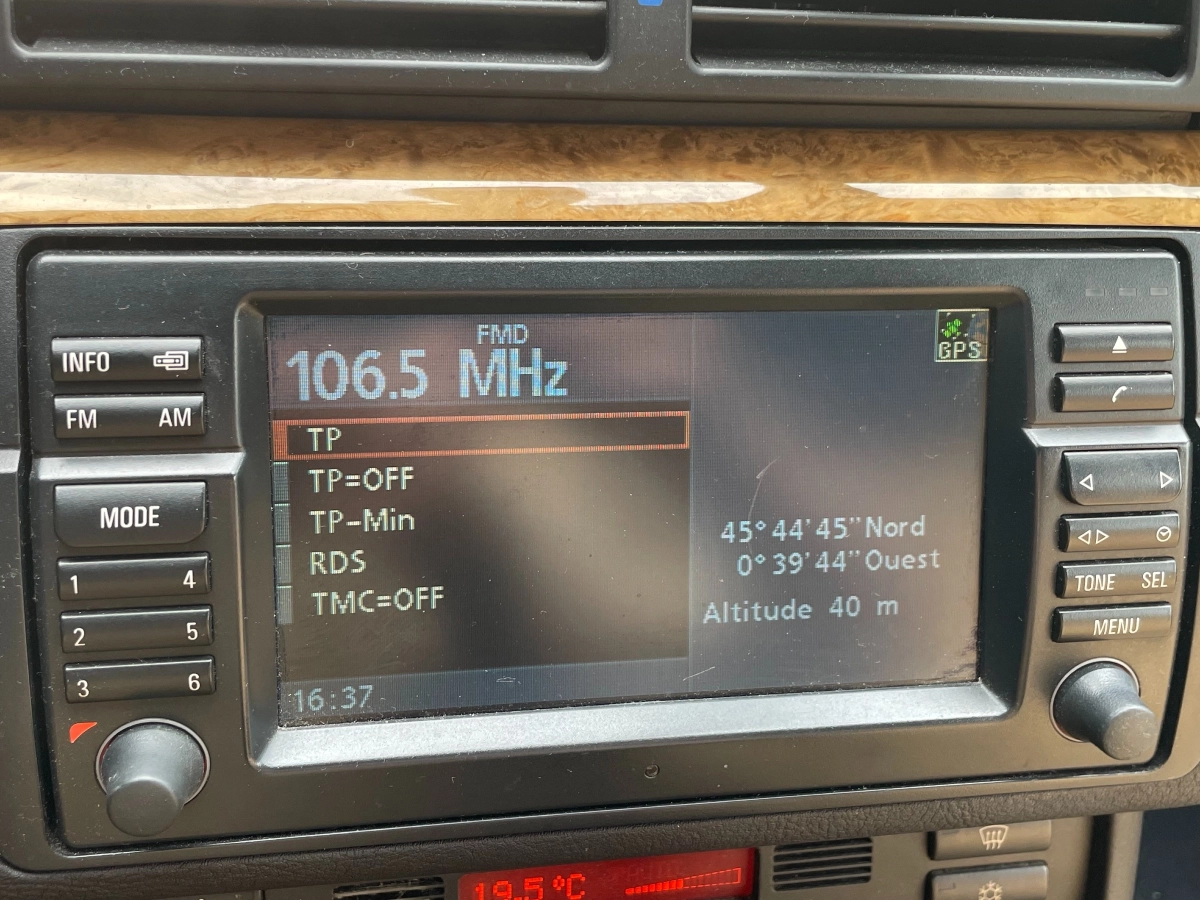 FMD
106.5 MHz
GPS
TP
TP=OFF
TP-Min
RDS
TMC=OFF
16:37
45°44'45"Nord
0°39'44"Ouest
Altitude 40 m
INFO
FM AM
MODE
1 4
2 5
3 6
TONE SEL
MENU
19.5°C